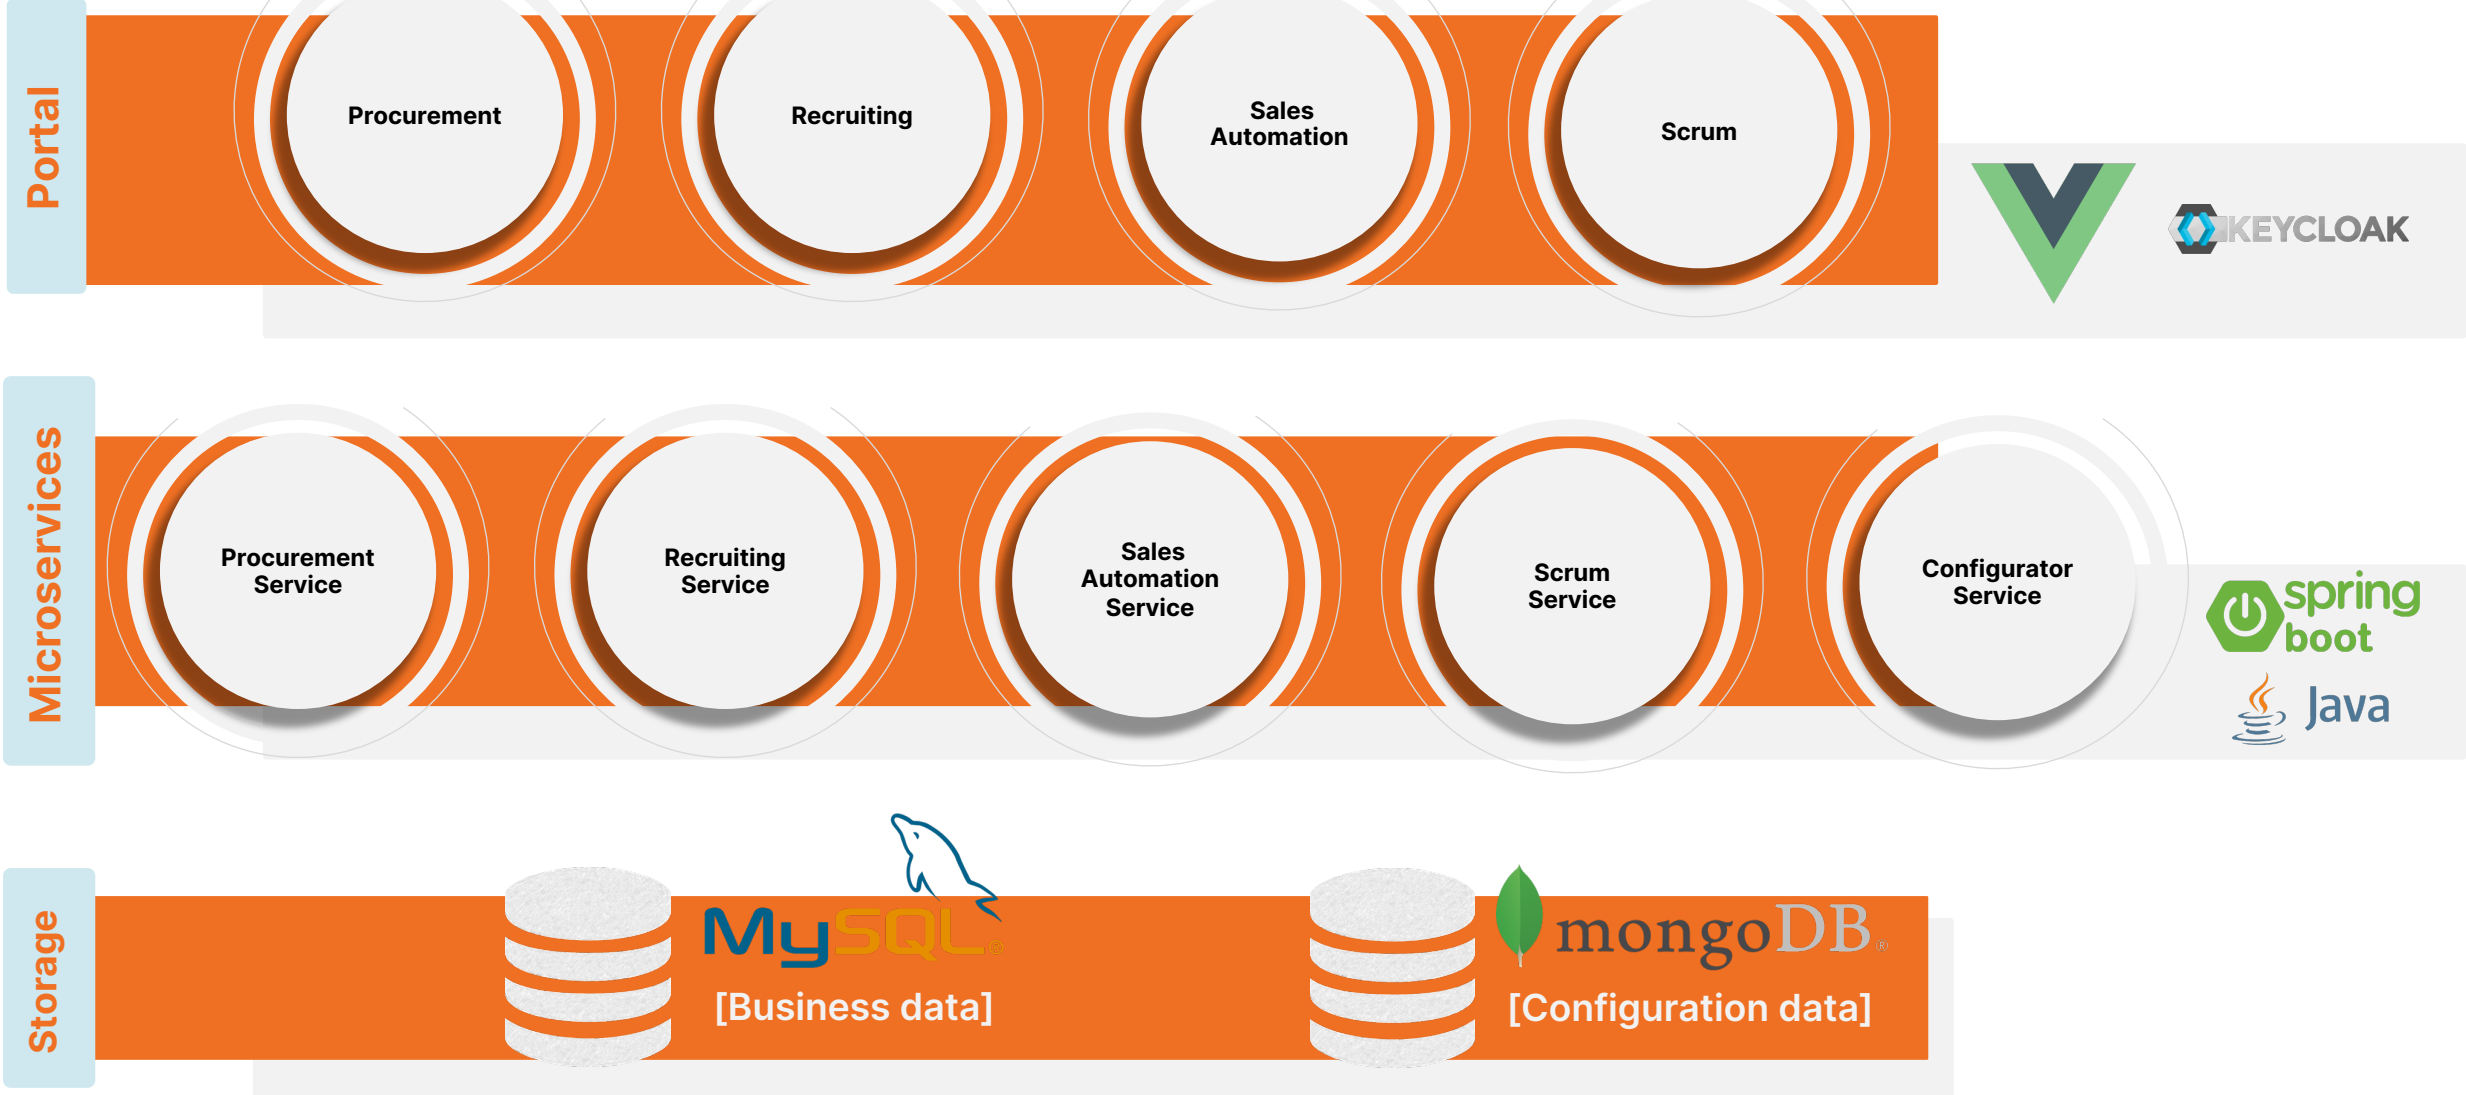 Portal
Procurement
Recruiting
Sales
Automation
Scrum
KEYCLOAK
Microservices
Procurement
Service
Recruiting
Service
Sales
Automation
Service
Scrum
Service
Configurator
Service
spring
boot
Java
Storage
MySQL®
[Business data]
mongoDB®
[Configuration data]